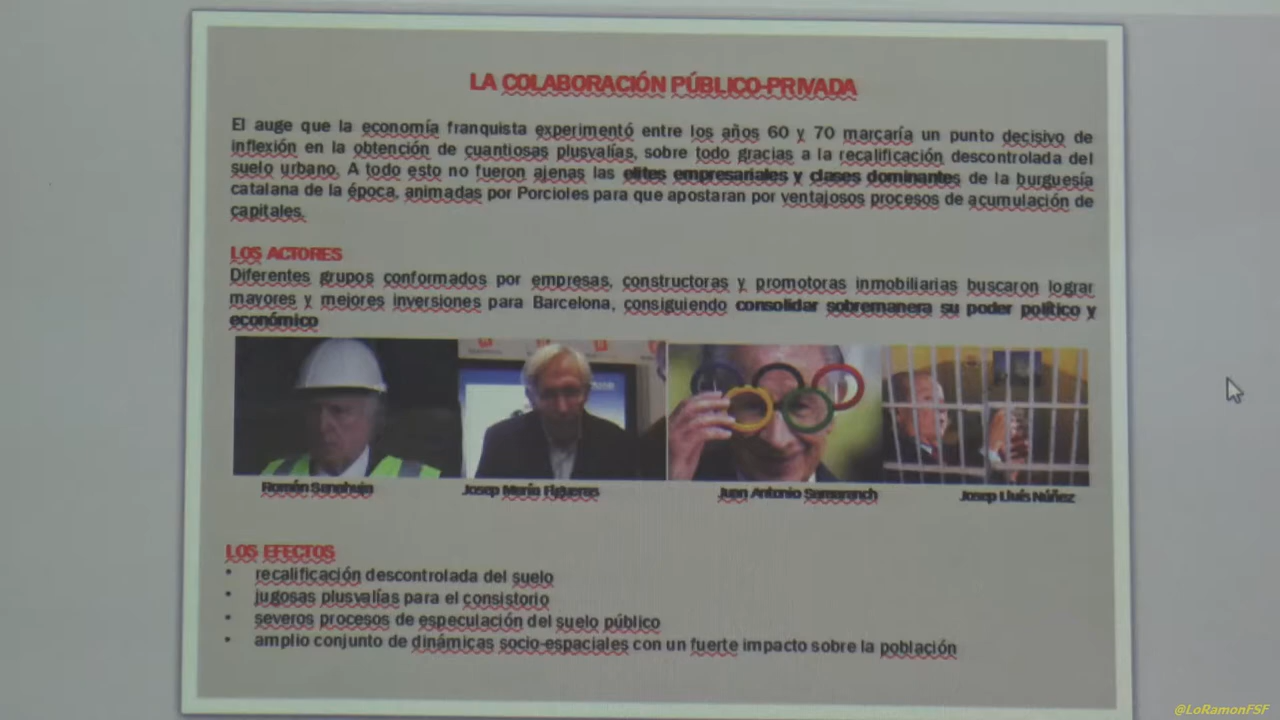 LA COLABORACIÓN PÚBLICO-PRIVADA
El auge que la economía franquista experimentó entre los años 60 y 70 marcaría un punto decisivo de
inflexión en la obtención de cuantiosas plusvalías, sobre todo gracias a la recalificación descontrolada del
suelo urbano. A todo esto no fueron ajenas las elites empresariales y clases dominantes de la burguesía
catalana de la época, animadas por Porcioles para que apostaran por ventajosos procesos de acumulación de
capitales.
LOS ACTORES
Diferentes grupos conformados por empresas, constructoras y promotoras inmobiliarias buscaron lograr
mayores y mejores inversiones para Barcelona, consiguiendo consolidar sobremanera su poder político y
económico
Román Sanahuja
Josep María Figueras
Juan Antonio Samaranch
Josep Lluís Núñez
LOS EFECTOS
• recalificación descontrolada del suelo
• jugosas plusvalías para el consistorio
• severos procesos de especulación del suelo público
• amplio conjunto de dinámicas socio-espaciales con un fuerte impacto sobre la población
@LoRamonFSF